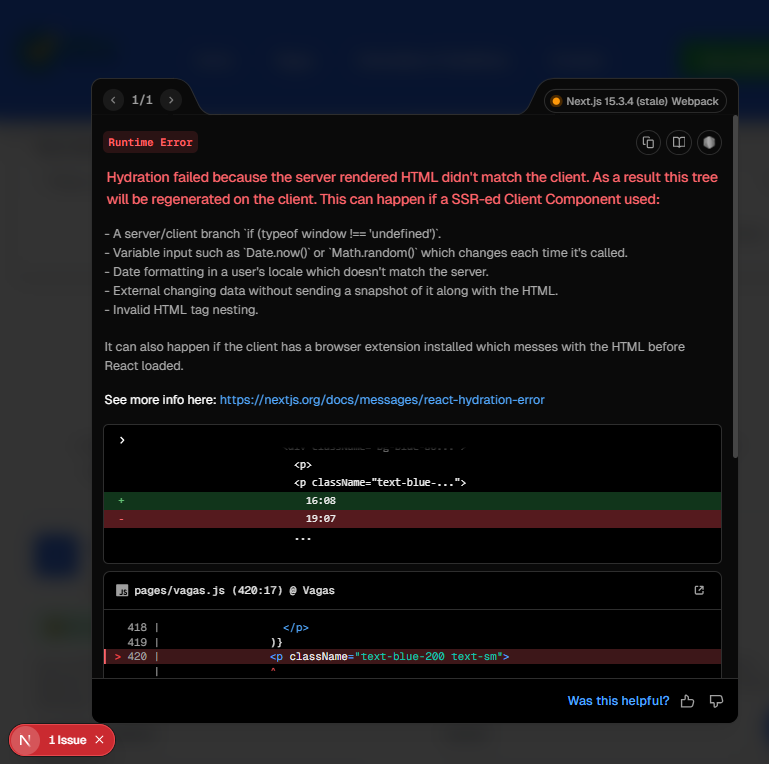 1/1
Next.js 15.3.4 (stale) Webpack
Runtime Error
Hydration failed because the server rendered HTML didn't match the client. As a result this tree
will be regenerated on the client. This can happen if a SSR-ed Client Component used:
- A server/client branch `if (typeof window !== 'undefined')`.
- Variable input such as `Date.now()` or `Math.random()` which changes each time it's called.
- Date formatting in a user's locale which doesn't match the server.
- External changing data without sending a snapshot of it along with the HTML.
- Invalid HTML tag nesting.
It can also happen if the client has a browser extension installed which messes with the HTML before
React loaded.
See more info here: https://nextjs.org/docs/messages/react-hydration-error
<p>
<p className="text-blue-...">
+ 16:08
- 19:07
...
JS pages/vagas.js (420:17) @ Vagas
418 | </p>
419 | )}
> 420 | <p className="text-blue-200 text-sm">
| ^
Was this helpful?
N 1 Issue ×